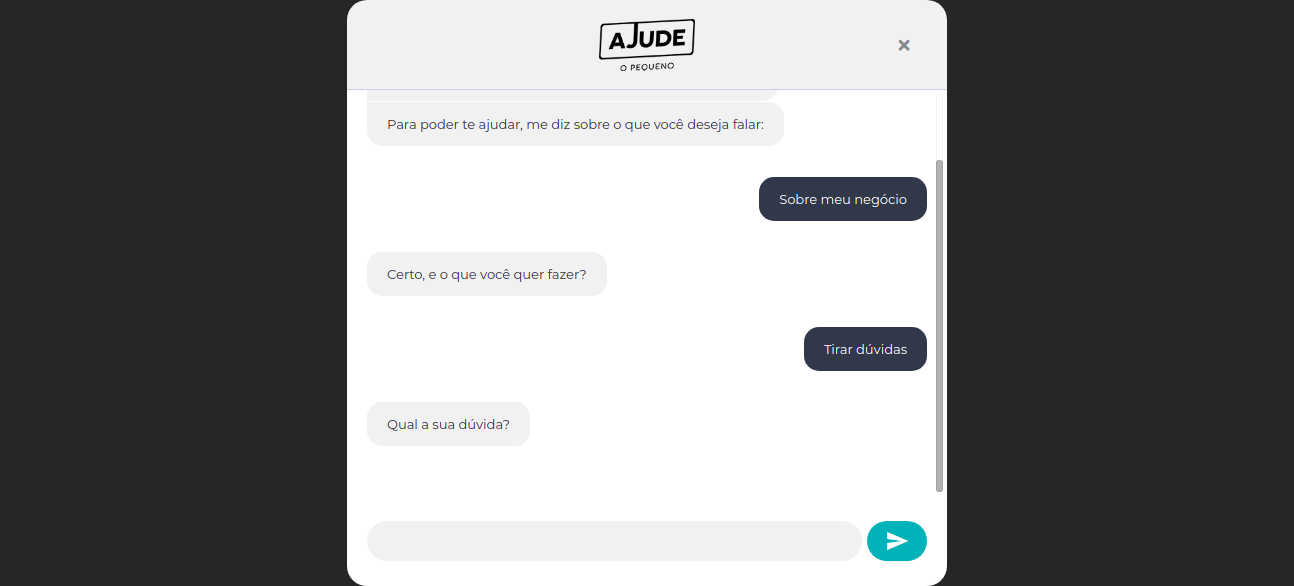 AJUDE
O PEQUENO
Para poder te ajudar, me diz sobre o que você deseja falar:
Sobre meu negócio
Certo, e o que você quer fazer?
Tirar dúvidas
Qual a sua dúvida?